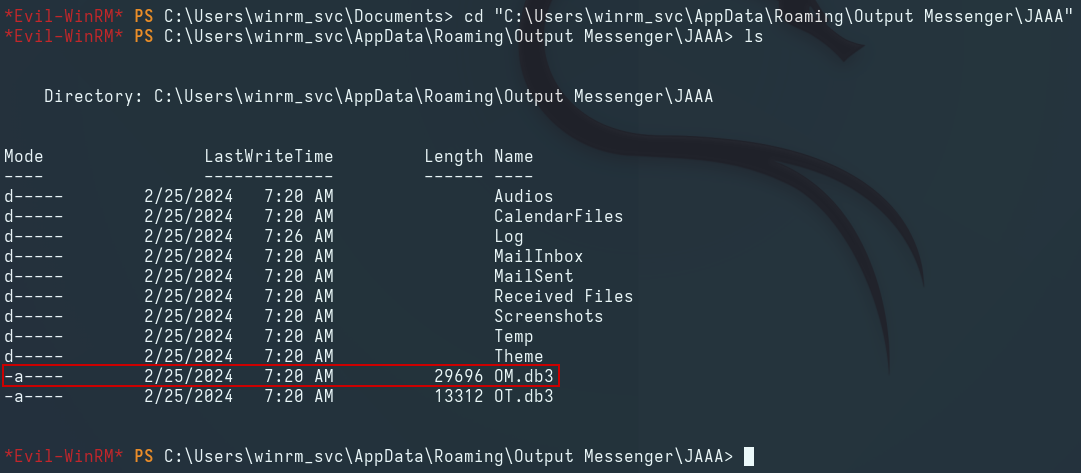 *Evil-WinRM* PS C:\Users\winrm_svc\Documents> cd "C:\Users\winrm_svc\AppData\Roaming\Output Messenger\JAAA"
*Evil-WinRM* PS C:\Users\winrm_svc\AppData\Roaming\Output Messenger\JAAA> ls
Directory: C:\Users\winrm_svc\AppData\Roaming\Output Messenger\JAAA
Mode LastWriteTime Length Name
---- ------------- ------ ----
d----- 2/25/2024 7:20 AM Audios
d----- 2/25/2024 7:20 AM CalendarFiles
d----- 2/25/2024 7:26 AM Log
d----- 2/25/2024 7:20 AM MailInbox
d----- 2/25/2024 7:20 AM MailSent
d----- 2/25/2024 7:20 AM Received Files
d----- 2/25/2024 7:20 AM Screenshots
d----- 2/25/2024 7:20 AM Temp
d----- 2/25/2024 7:20 AM Theme
-a---- 2/25/2024 7:20 AM 29696 OM.db3
-a---- 2/25/2024 7:20 AM 13312 OT.db3
*Evil-WinRM* PS C:\Users\winrm_svc\AppData\Roaming\Output Messenger\JAAA>